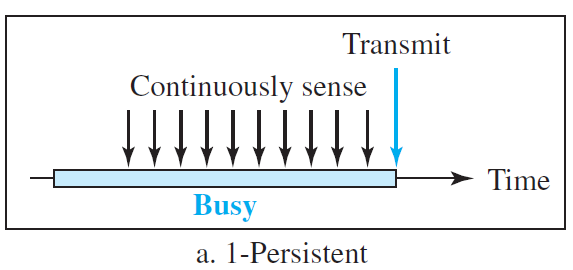 Transmit
Continuously sense
Time
Busy
a. 1-Persistent